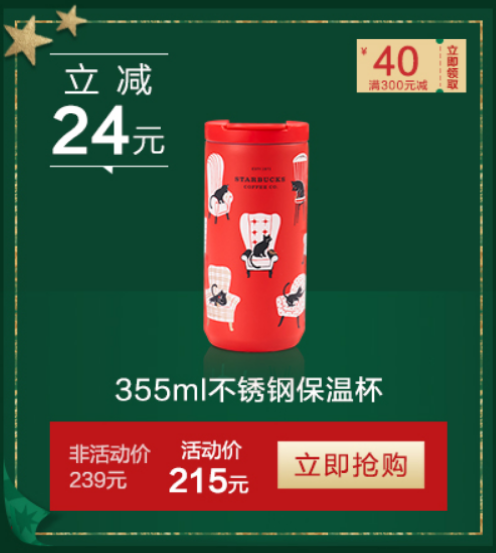 立减
24元
¥40
满300元减
立即领取
STARBUCKS
COFFEE CO.
355ml不锈钢保温杯
非活动价
239元
活动价
215元
立即抢购